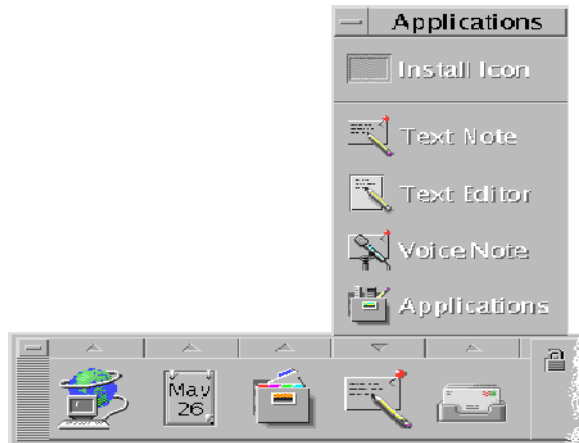 Applications
Install Icon
Text Note
Text Editor
Voice Note
Applications
May
26